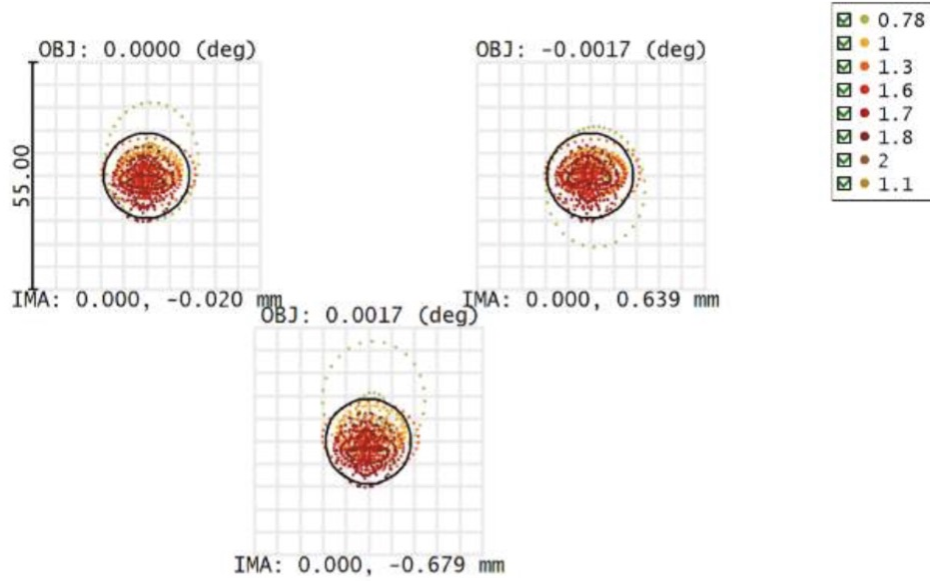 OBJ: 0.0000 (deg)
OBJ: -0.0017 (deg)
55.00
IMA: 0.000, -0.020 mm
IMA: 0.000, 0.639 mm
OBJ: 0.0017 (deg)
IMA: 0.000, -0.679 mm
0.78
1
1.3
1.6
1.7
1.8
2
1.1